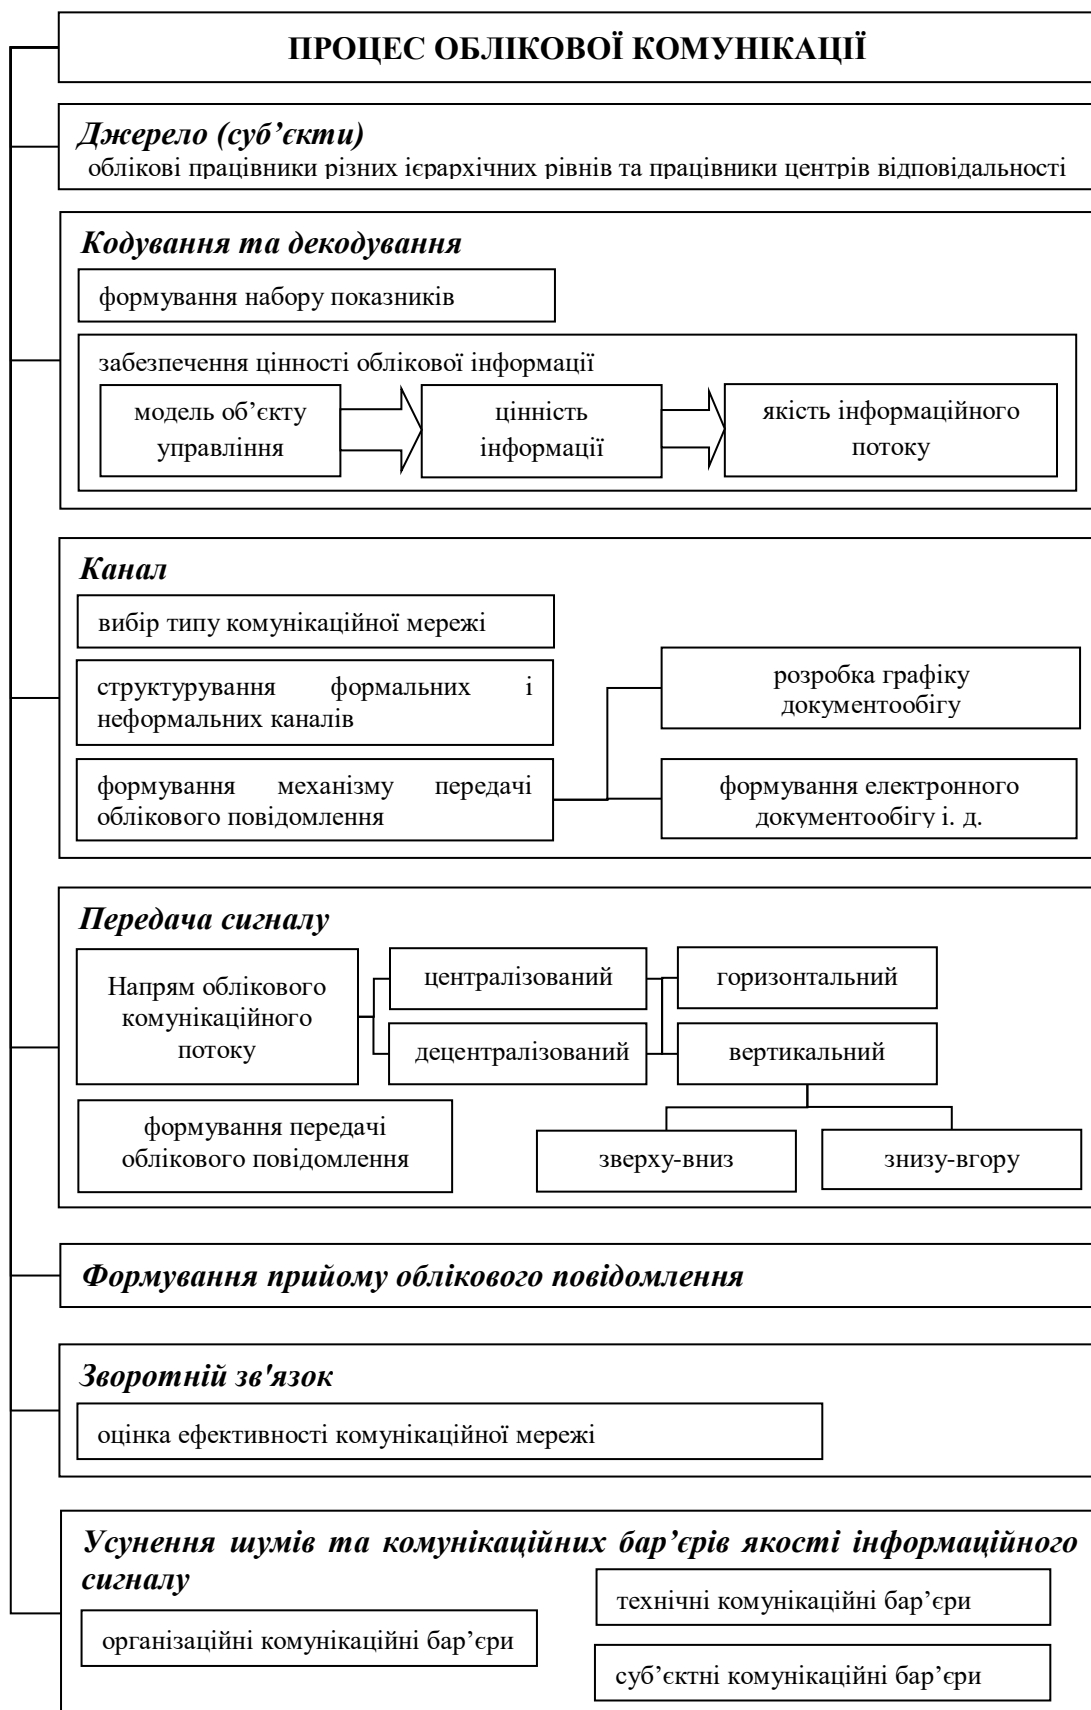 ПРОЦЕС ОБЛІКОВОЇ КОМУНІКАЦІЇ
Джерело (суб’єкти)
облікові працівники різних ієрархічних рівнів та працівники центрів відповідальності
Кодування та декодування
формування набору показників
забезпечення цінності облікової інформації
модель об’єкту
управління
цінність
інформації
якість інформаційного
потоку
Канал
вибір типу комунікаційної мережі
структурування формальних і
неформальних каналів
розробка графіку
документообігу
формування механізму передачі
облікового повідомлення
формування електронного
документообігу і. д.
Передача сигналу
Напрям облікового
комунікаційного
потоку
централізований
горизонтальний
децентралізований
вертикальний
формування передачі
облікового повідомлення
зверху-вниз
знизу-вгору
Формування прийому облікового повідомлення
Зворотній зв'язок
оцінка ефективності комунікаційної мережі
Усунення шумів та комунікаційних бар’єрів якості інформаційного
сигналу
технічні комунікаційні бар’єри
організаційні комунікаційні бар’єри
суб’єктні комунікаційні бар’єри